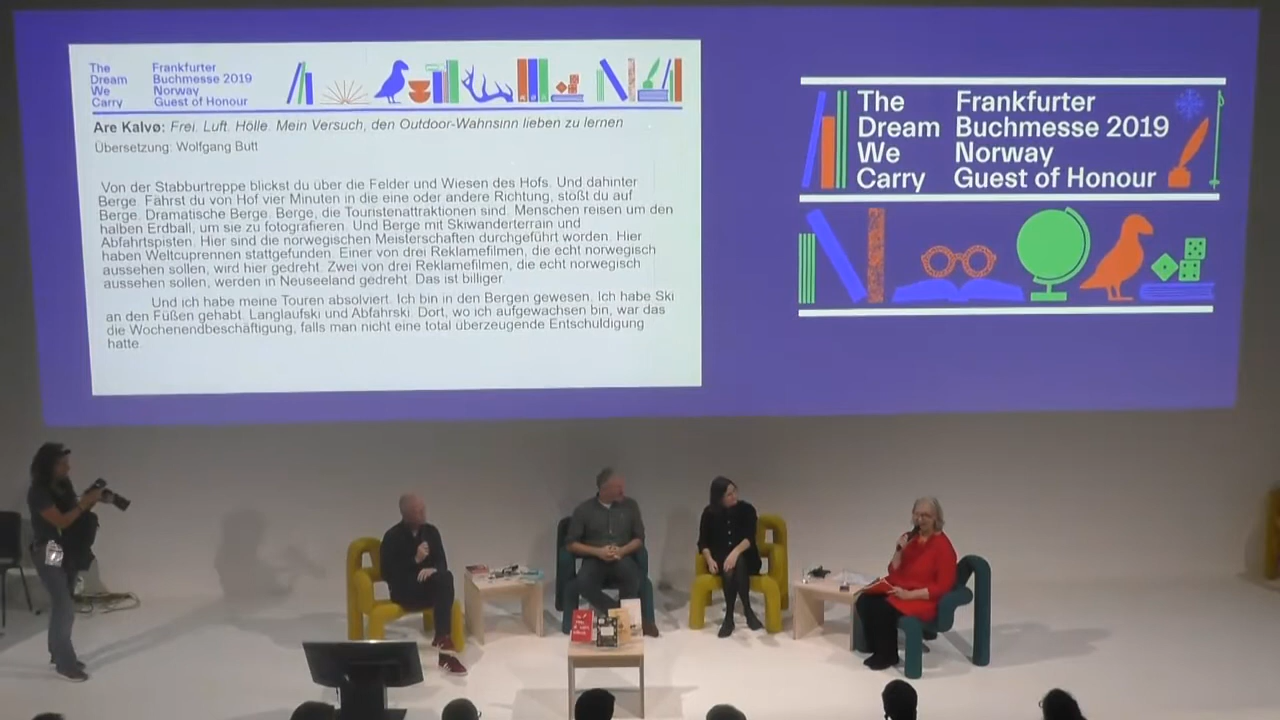 The Dream We Carry
Frankfurter Buchmesse 2019 Norway Guest of Honour
Are Kalvo: Frei. Luft. Hölle. Mein Versuch, den Outdoor-Wahnsinn lieben zu lernen
Übersetzung: Wolfgang Butt
Von der Stabburtreppe blickst du über die Felder und Wiesen des Hofs. Und dahinter
Berge. Fährst du von Hof vier Minuten in die eine oder andere Richtung, stößt du auf
Berge. Dramatische Berge. Berge, die Touristenattraktionen sind. Menschen reisen um den
halben Erdball, um sie zu fotografieren. Und Berge mit Skiwanderterrain und
Abfahrtspisten. Hier sind die norwegischen Meisterschaften durchgeführt worden. Hier
haben Weltcuprennen stattgefunden. Einer von drei Reklamefilmen, die echt norwegisch
aussehen sollen, wird hier gedreht. Zwei von drei Reklamefilmen, die echt norwegisch
aussehen sollen, werden in Neuseeland gedreht. Das ist billiger.
Und ich habe meine Touren absolviert. Ich bin in den Bergen gewesen. Ich habe Ski
an den Füßen gehabt. Langlaufski und Abfahrski. Dort, wo ich aufgewachsen bin, war das
die Wochenendbeschäftigung, falls man nicht eine total überzeugende Entschuldigung
hatte.
The
Dream
We
Carry
Frankfurter
Buchmesse 2019
Norway
Guest of Honour